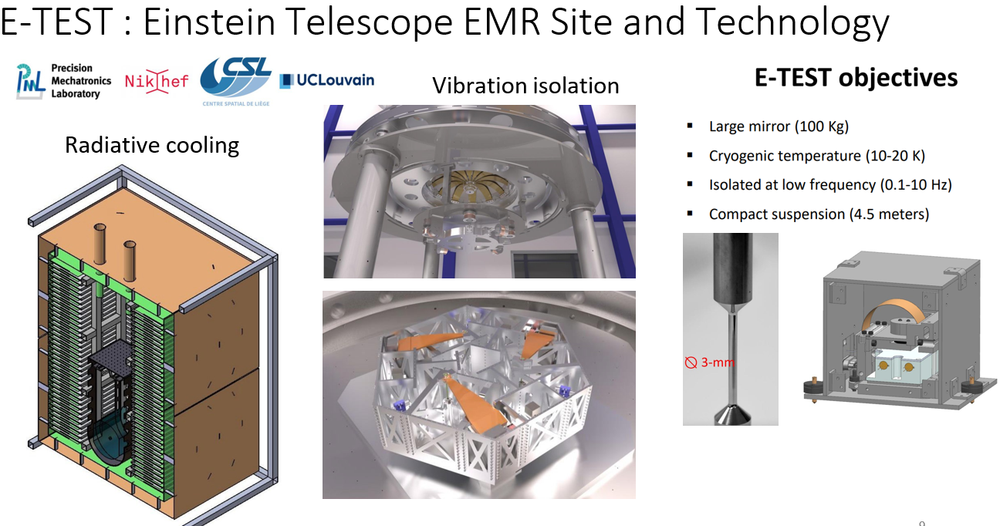 E-TEST : Einstein Telescope EMR Site and Technology
Precision
Mechatronics
Laboratory
PML
Nikhef
CSL
CENTRE SPATIAL DE LIÈGE
UCLouvain
Vibration isolation
E-TEST objectives
Radiative cooling
▪ Large mirror (100 Kg)
▪ Cryogenic temperature (10-20 K)
▪ Isolated at low frequency (0.1-10 Hz)
▪ Compact suspension (4.5 meters)
∅ 3-mm